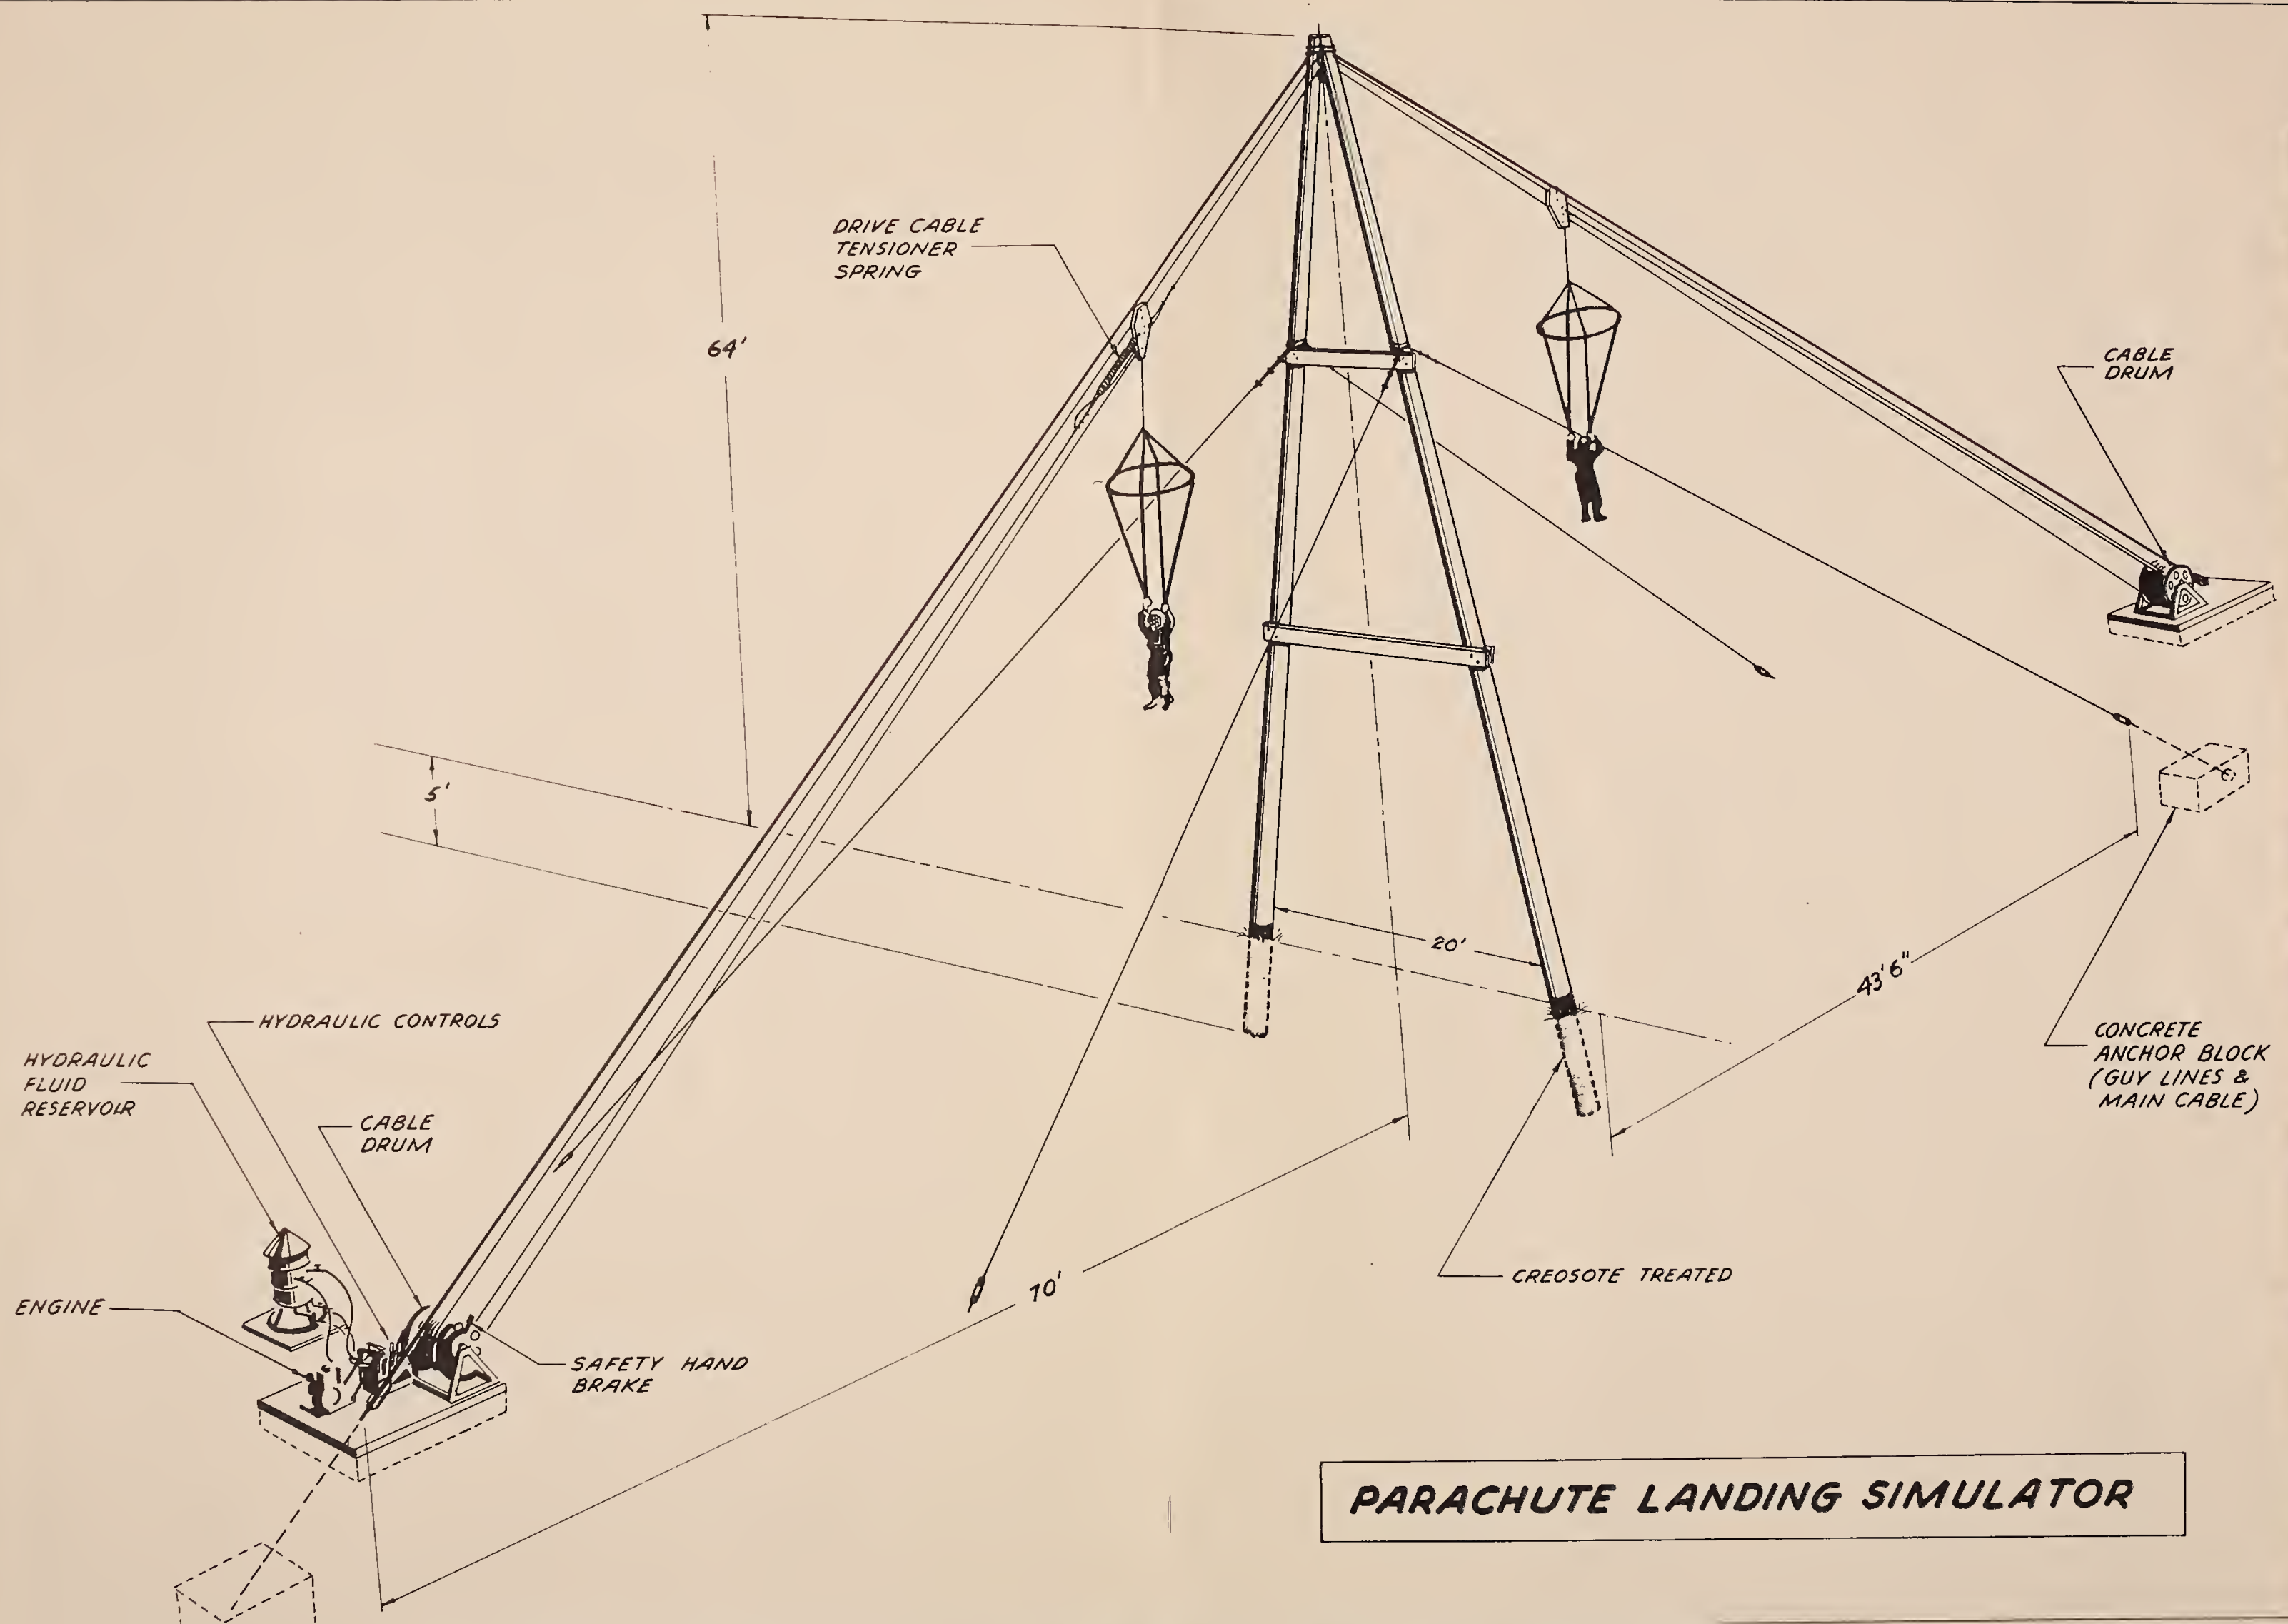 DRIVE CABLE
TENSIONER
SPRING
64'
CABLE
DRUM
5'
20'
43'6"
HYDRAULIC CONTROLS
HYDRAULIC
FLUID
RESERVOIR
CABLE
DRUM
CONCRETE
ANCHOR BLOCK
(GUY LINES &
MAIN CABLE)
CREOSOTE TREATED
70'
ENGINE
SAFETY HAND
BRAKE
PARACHUTE LANDING SIMULATOR